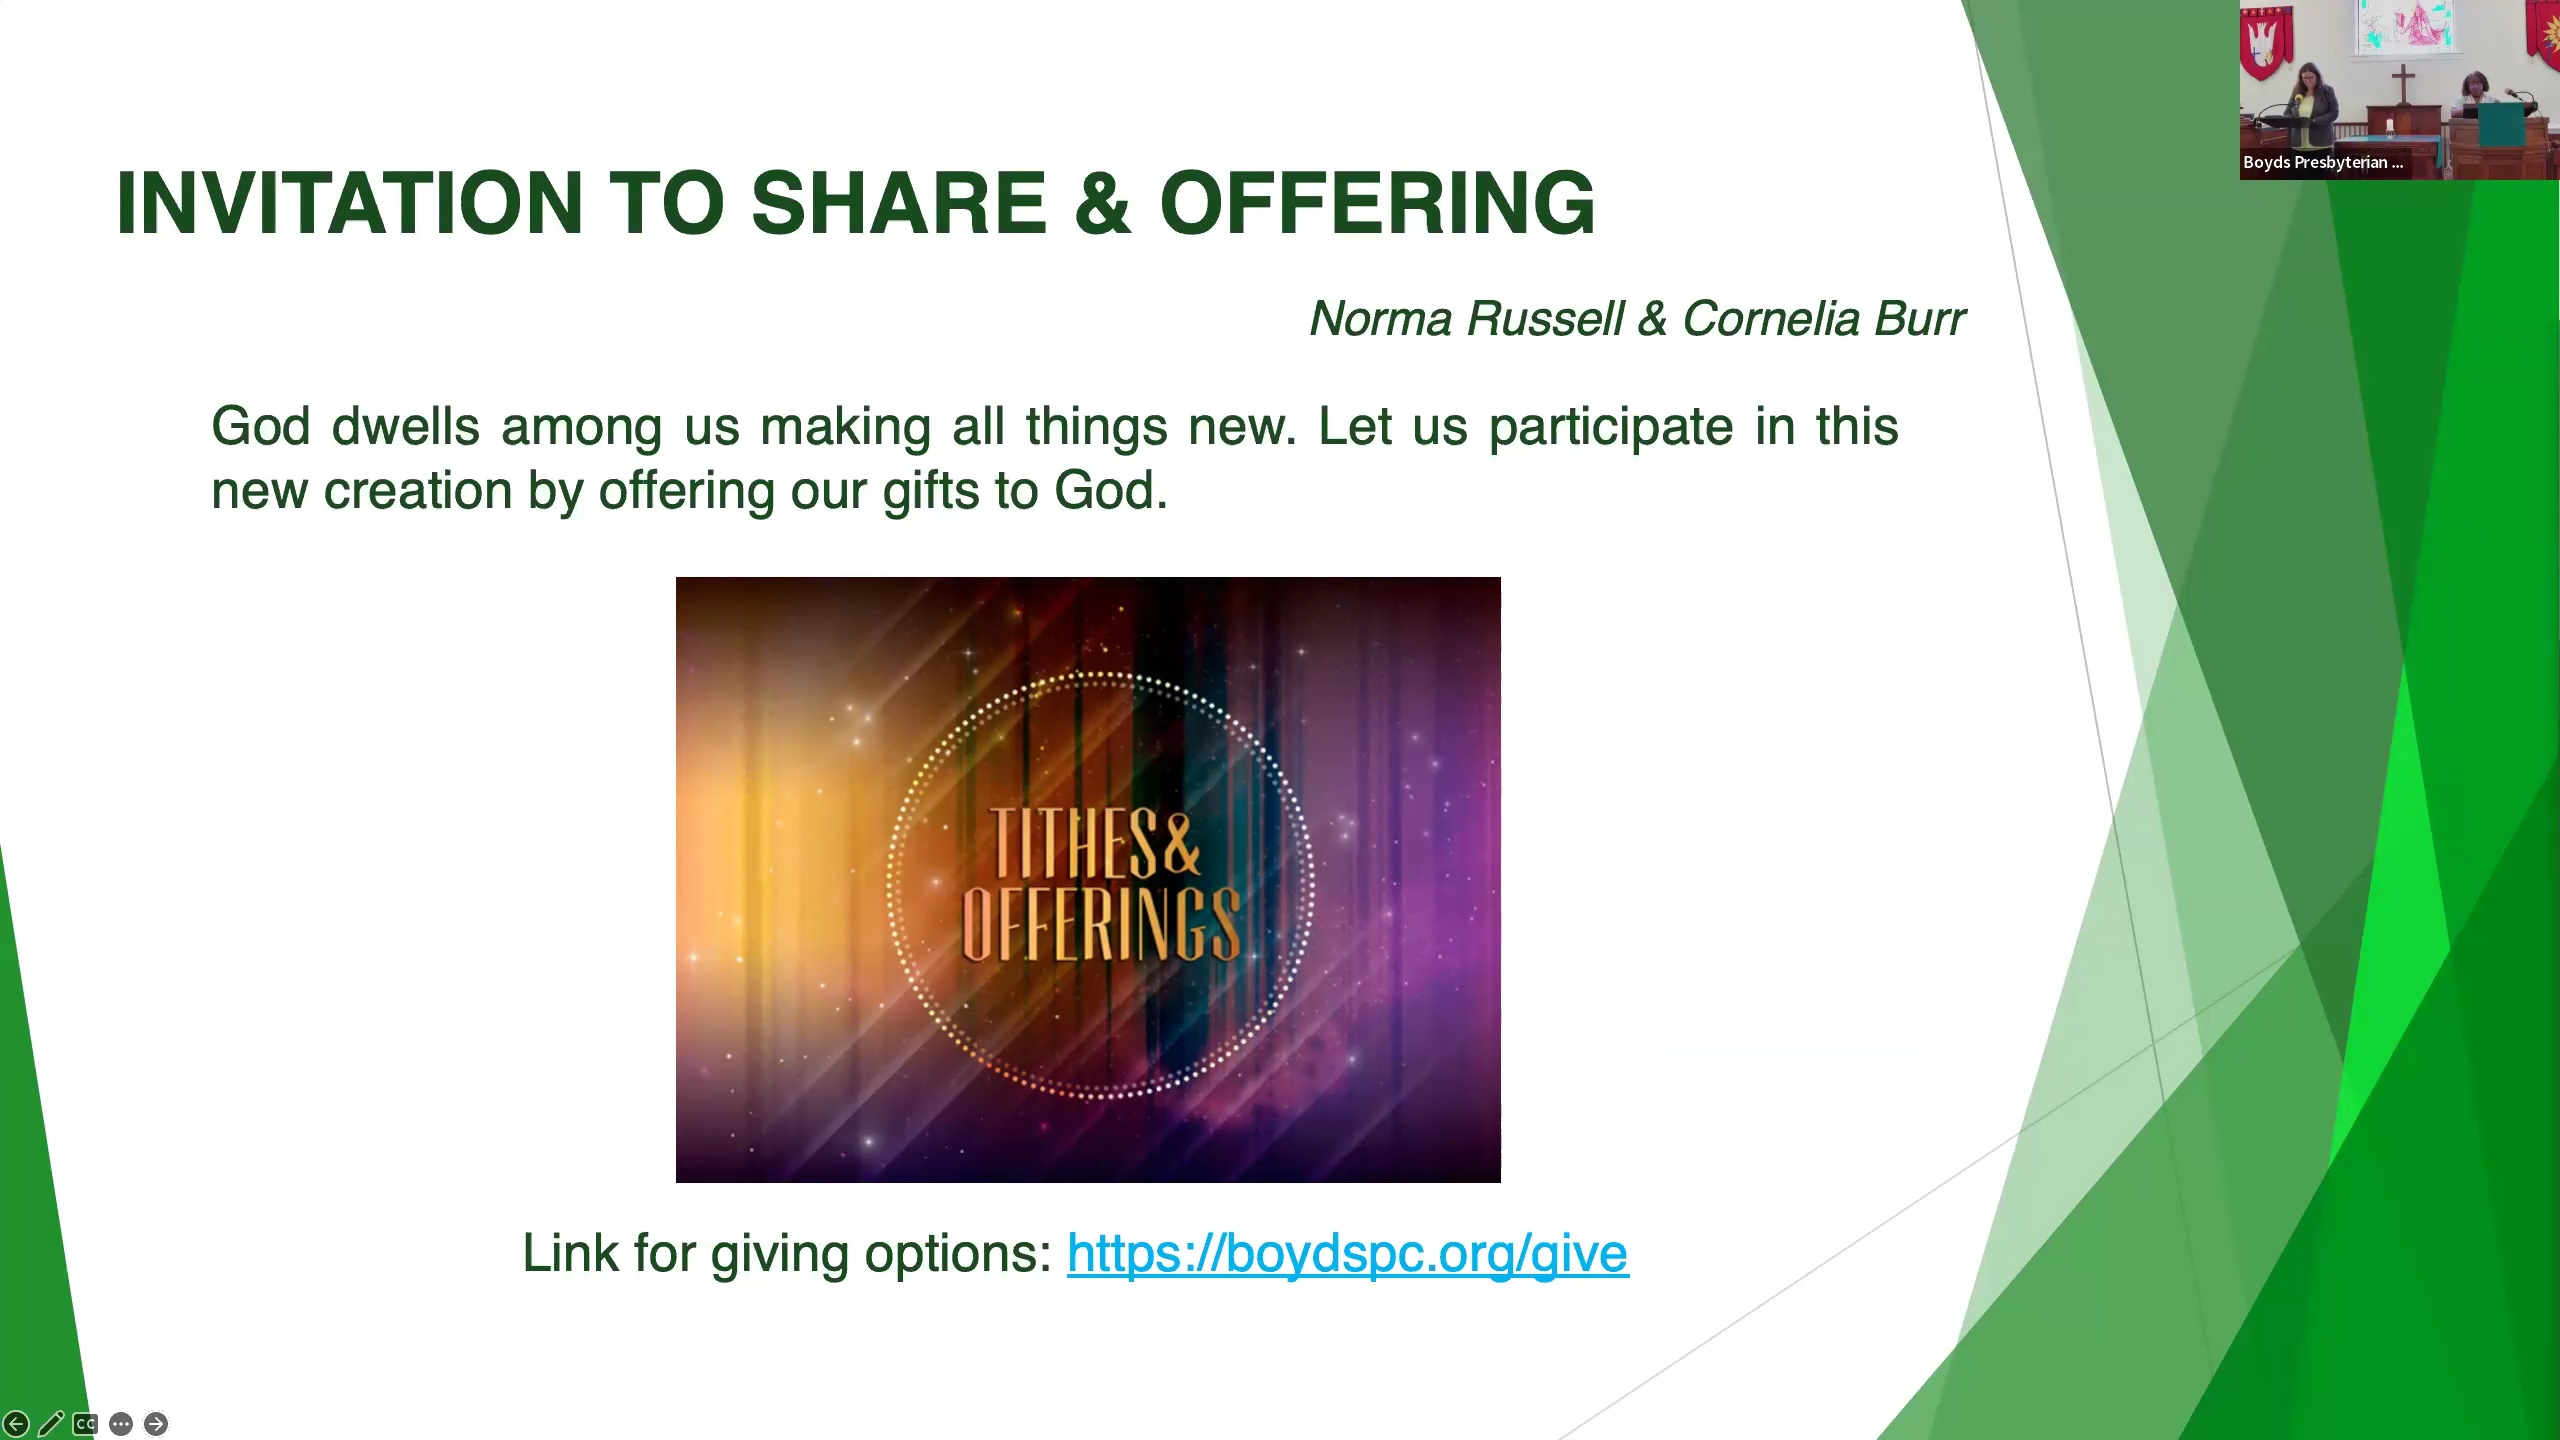 INVITATION TO SHARE & OFFERING
Norma Russell & Cornelia Burr
God dwells among us making all things new. Let us participate in this
new creation by offering our gifts to God.
TITHES &
OFFERINGS
Link for giving options: https://boydspc.org/give
Boyds Presbyterian ...
CC